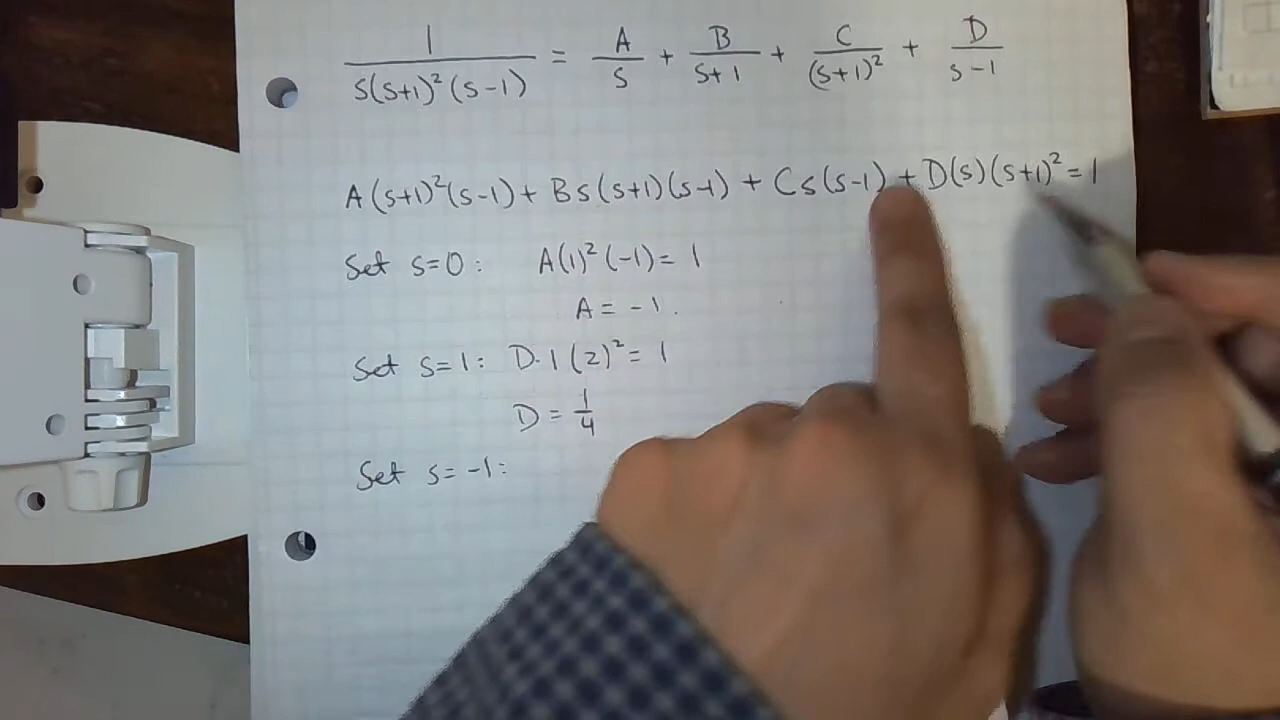 1/(s(s+1)²(s-1)) = A/s + B/(s+1) + C/(s+1)² + D/(s-1)
A(s+1)²(s-1) + Bs(s+1)(s-1) + Cs(s-1) + D(s)(s+1)² = 1
Set s=0: A(1)²(-1) = 1
A = -1.
Set s=1: D·1(2)² = 1
D = 1/4
Set s=-1: